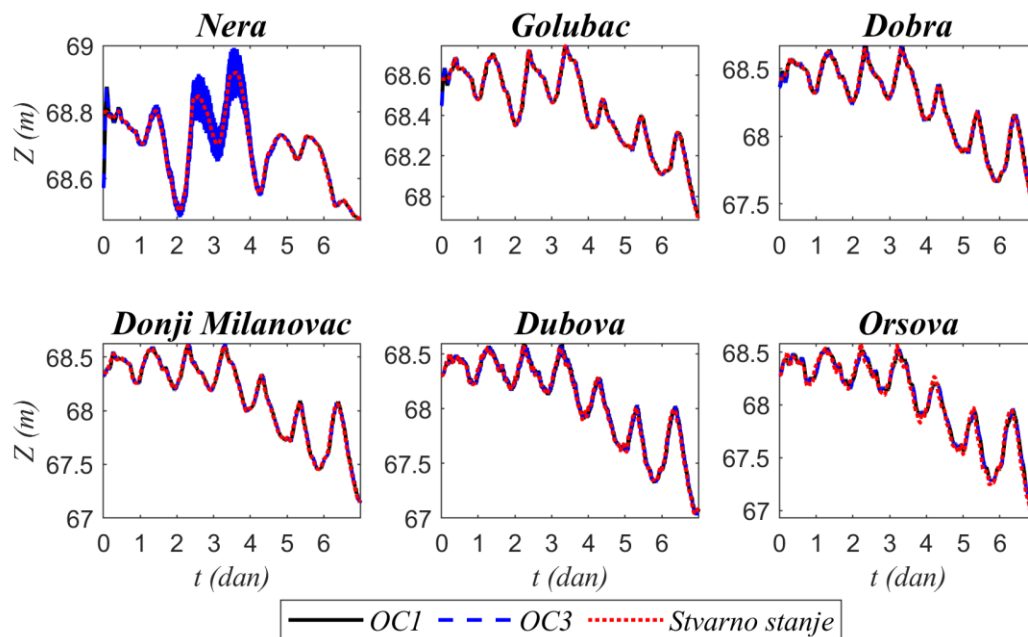 Nera Golubac Dobra
Z (m)
69
68.8
68.6
0 1 2 3 4 5 6
68.6
68.4
68.2
68
0 1 2 3 4 5 6
68.5
68
67.5
0 1 2 3 4 5 6
Donji Milanovac Dubova Orsova
Z (m)
68.5
68
67.5
67
0 1 2 3 4 5 6
t (dan)
68.5
68
67.5
67
0 1 2 3 4 5 6
t (dan)
68.5
68
67.5
67
0 1 2 3 4 5 6
t (dan)
OC1 OC3 Stvarno stanje